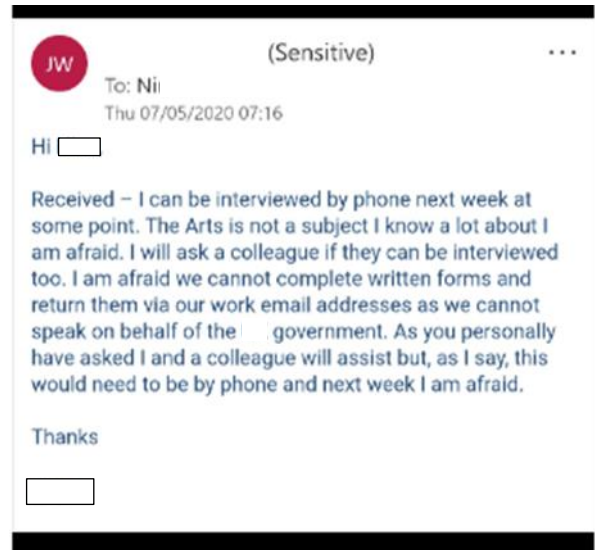 JW
(Sensitive)
...
To: Ni
Thu 07/05/2020 07:16
Hi
Received – I can be interviewed by phone next week at
some point. The Arts is not a subject I know a lot about I
am afraid. I will ask a colleague if they can be interviewed
too. I am afraid we cannot complete written forms and
return them via our work email addresses as we cannot
speak on behalf of the government. As you personally
have asked I and a colleague will assist but, as I say, this
would need to be by phone and next week I am afraid.
Thanks